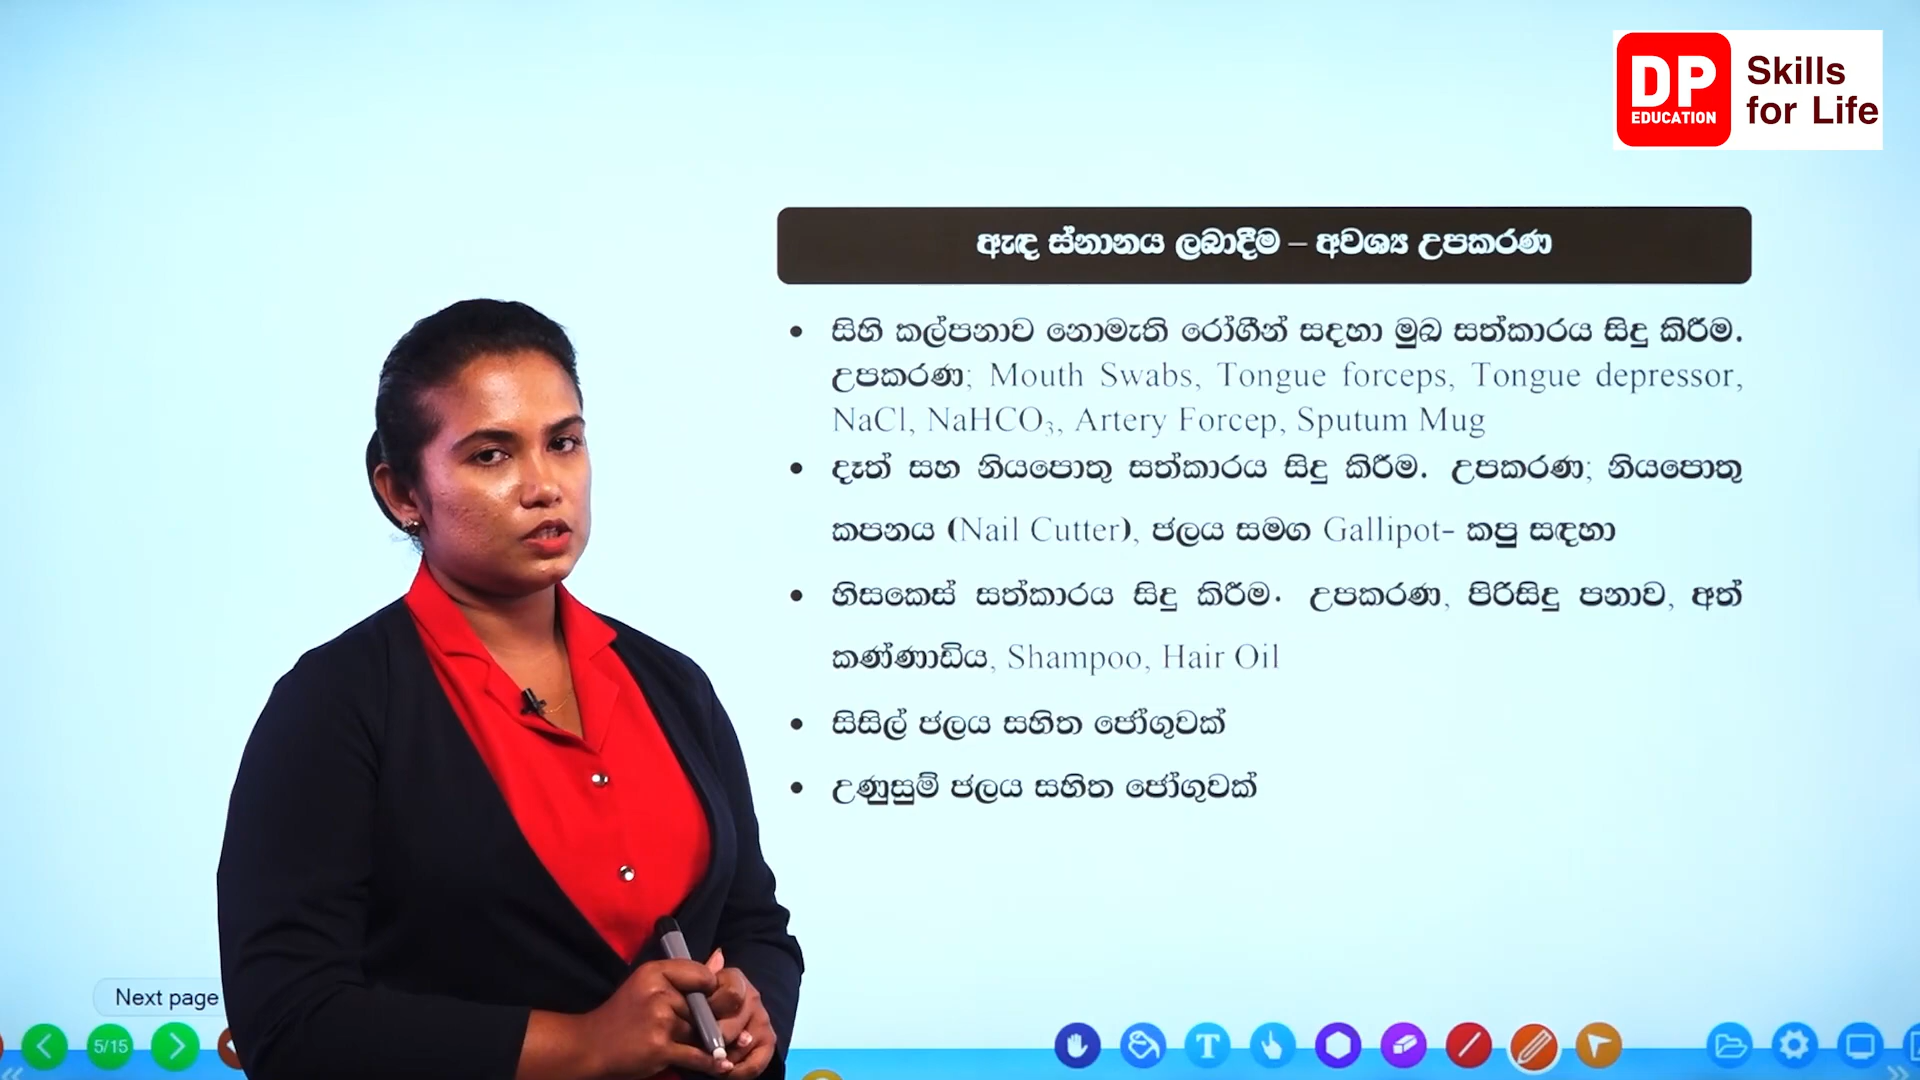 DP
EDUCATION
Skills
for Life
ඇඳ ස්නානය ලබාදීම – අවශ්‍ය උපකරණ
• සිහි කල්පනාව නොමැති රෝගීන් සදහා මුඛ සත්කාරය සිදු කිරීම.
උපකරණ; Mouth Swabs, Tongue forceps, Tongue depressor,
NaCl, NaHCO₃, Artery Forcep, Sputum Mug
• දෑත් සහ නියපොතු සත්කාරය සිදු කිරීම. උපකරණ; නියපොතු
කපනය (Nail Cutter), ජලය සමග Gallipot- කපු සඳහා
• හිසකෙස් සත්කාරය සිදු කිරීම. උපකරණ, පිරිසිදු පනාව, අත්
කණ්ණාඩිය, Shampoo, Hair Oil
• සිසිල් ජලය සහිත ජෝගුවක්
• උණුසුම් ජලය සහිත ජෝගුවක්
Next page
5/15
T